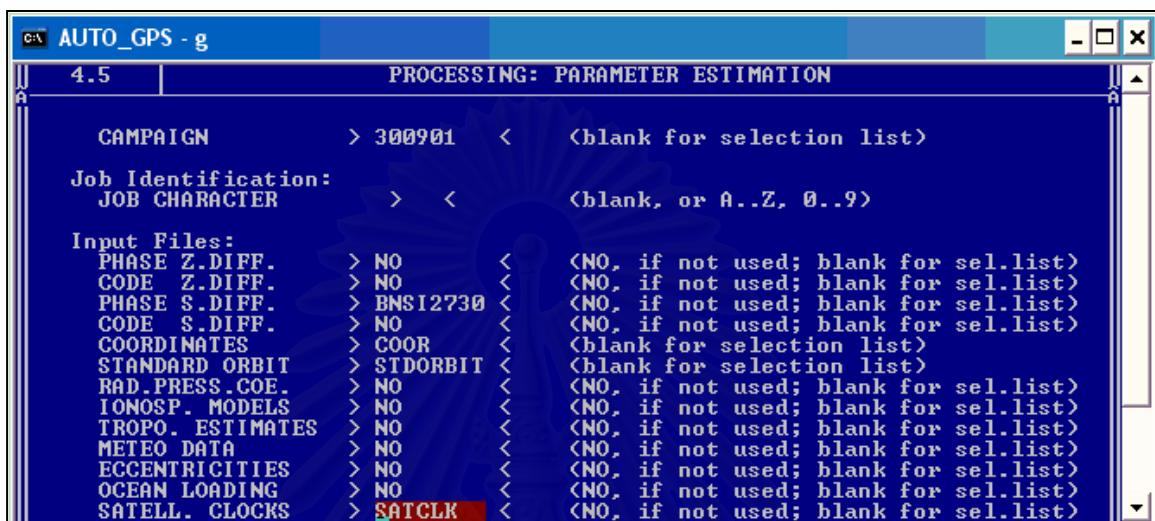 AUTO_GPS - g
4.5 PROCESSING: PARAMETER ESTIMATION
CAMPAIGN > 300901 < (blank for selection list)
Job Identification:
JOB CHARACTER > < (blank, or A..Z, 0..9)
Input Files:
PHASE Z.DIFF. > NO < (NO, if not used; blank for sel.list)
CODE Z.DIFF. > NO < (NO, if not used; blank for sel.list)
PHASE S.DIFF. > BNSI2730 < (NO, if not used; blank for sel.list)
CODE S.DIFF. > NO < (NO, if not used; blank for sel.list)
COORDINATES > COOR < (blank for selection list)
STANDARD ORBIT > STDORBIT < (blank for selection list)
RAD.PRESS.COE. > NO < (NO, if not used; blank for sel.list)
IONOSP. MODELS > NO < (NO, if not used; blank for sel.list)
TROPO. ESTIMATES > NO < (NO, if not used; blank for sel.list)
METEO DATA > NO < (NO, if not used; blank for sel.list)
ECCENTRICITIES > NO < (NO, if not used; blank for sel.list)
OCEAN LOADING > NO < (NO, if not used; blank for sel.list)
SATELL. CLOCKS > SATCLK < (NO, if not used; blank for sel.list)